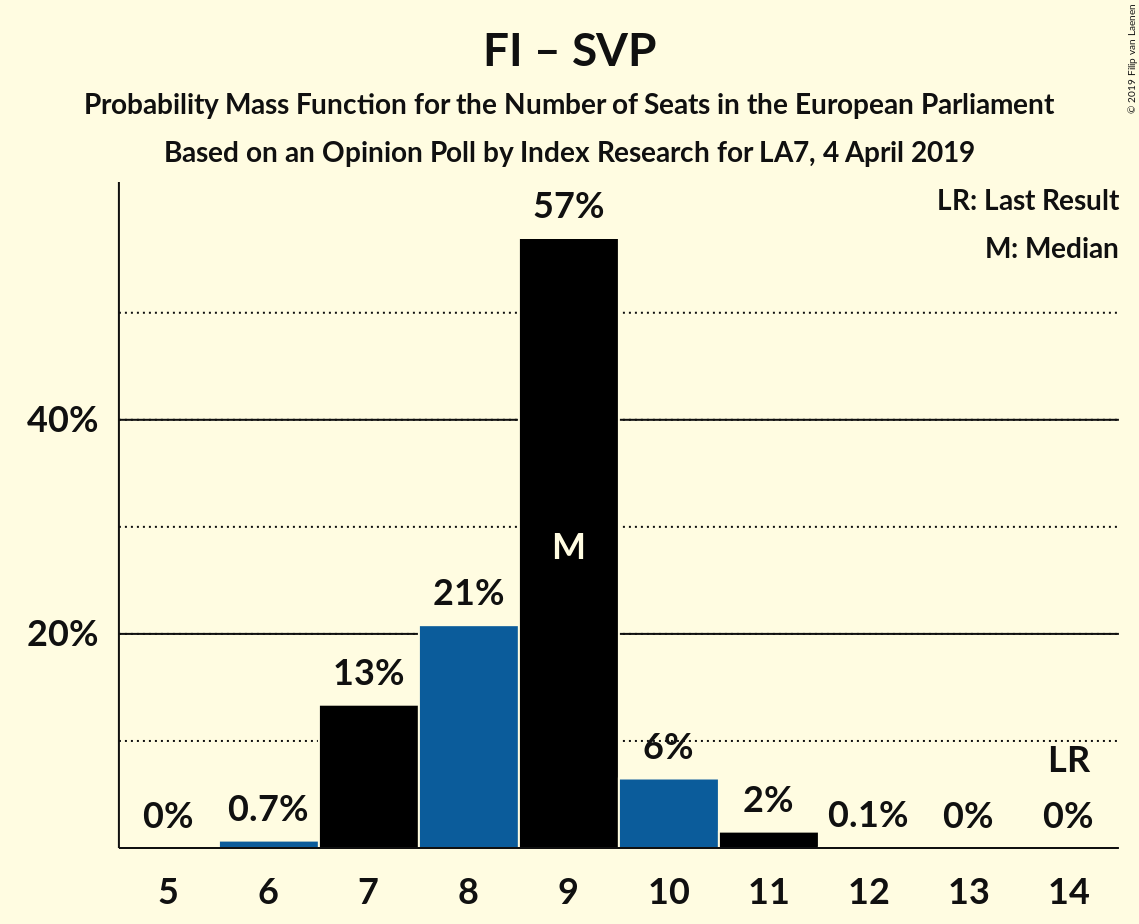 FI – SVP
Probability Mass Function for the Number of Seats in the European Parliament
Based on an Opinion Poll by Index Research for LA7, 4 April 2019
© 2019 Filip van Laenen
LR: Last Result
M: Median
57%
40%
M
21%
20%
13%
6%
LR
2%
0%
0.7%
0.1%
0%
0%
5 6 7 8 9 10 11 12 13 14